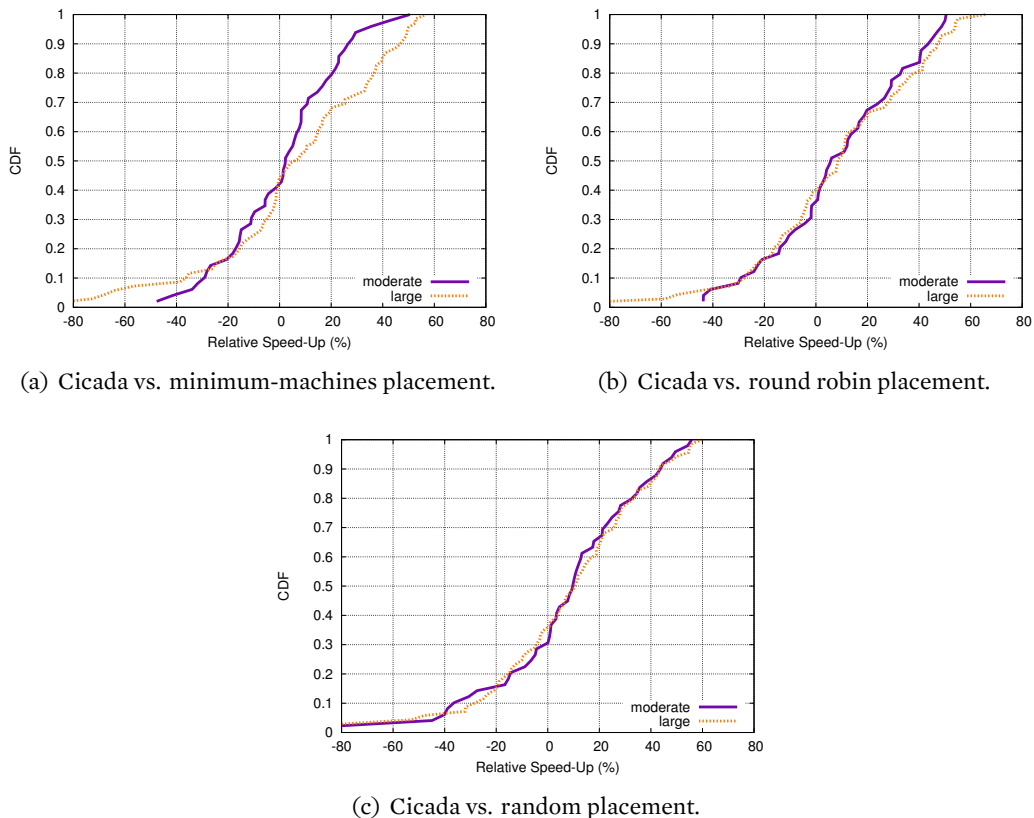 1
0.9
0.8
0.7
0.6
0.5
0.4
0.3
0.2
0.1
0
CDF
-80 -60 -40 -20 0 20 40 60 80
Relative Speed-Up (%)
moderate
large
(a) Cicada vs. minimum-machines placement.
1
0.9
0.8
0.7
0.6
0.5
0.4
0.3
0.2
0.1
0
CDF
-80 -60 -40 -20 0 20 40 60 80
Relative Speed-Up (%)
moderate
large
(b) Cicada vs. round robin placement.
1
0.9
0.8
0.7
0.6
0.5
0.4
0.3
0.2
0.1
0
CDF
-80 -60 -40 -20 0 20 40 60 80
Relative Speed-Up (%)
moderate
large
(c) Cicada vs. random placement.